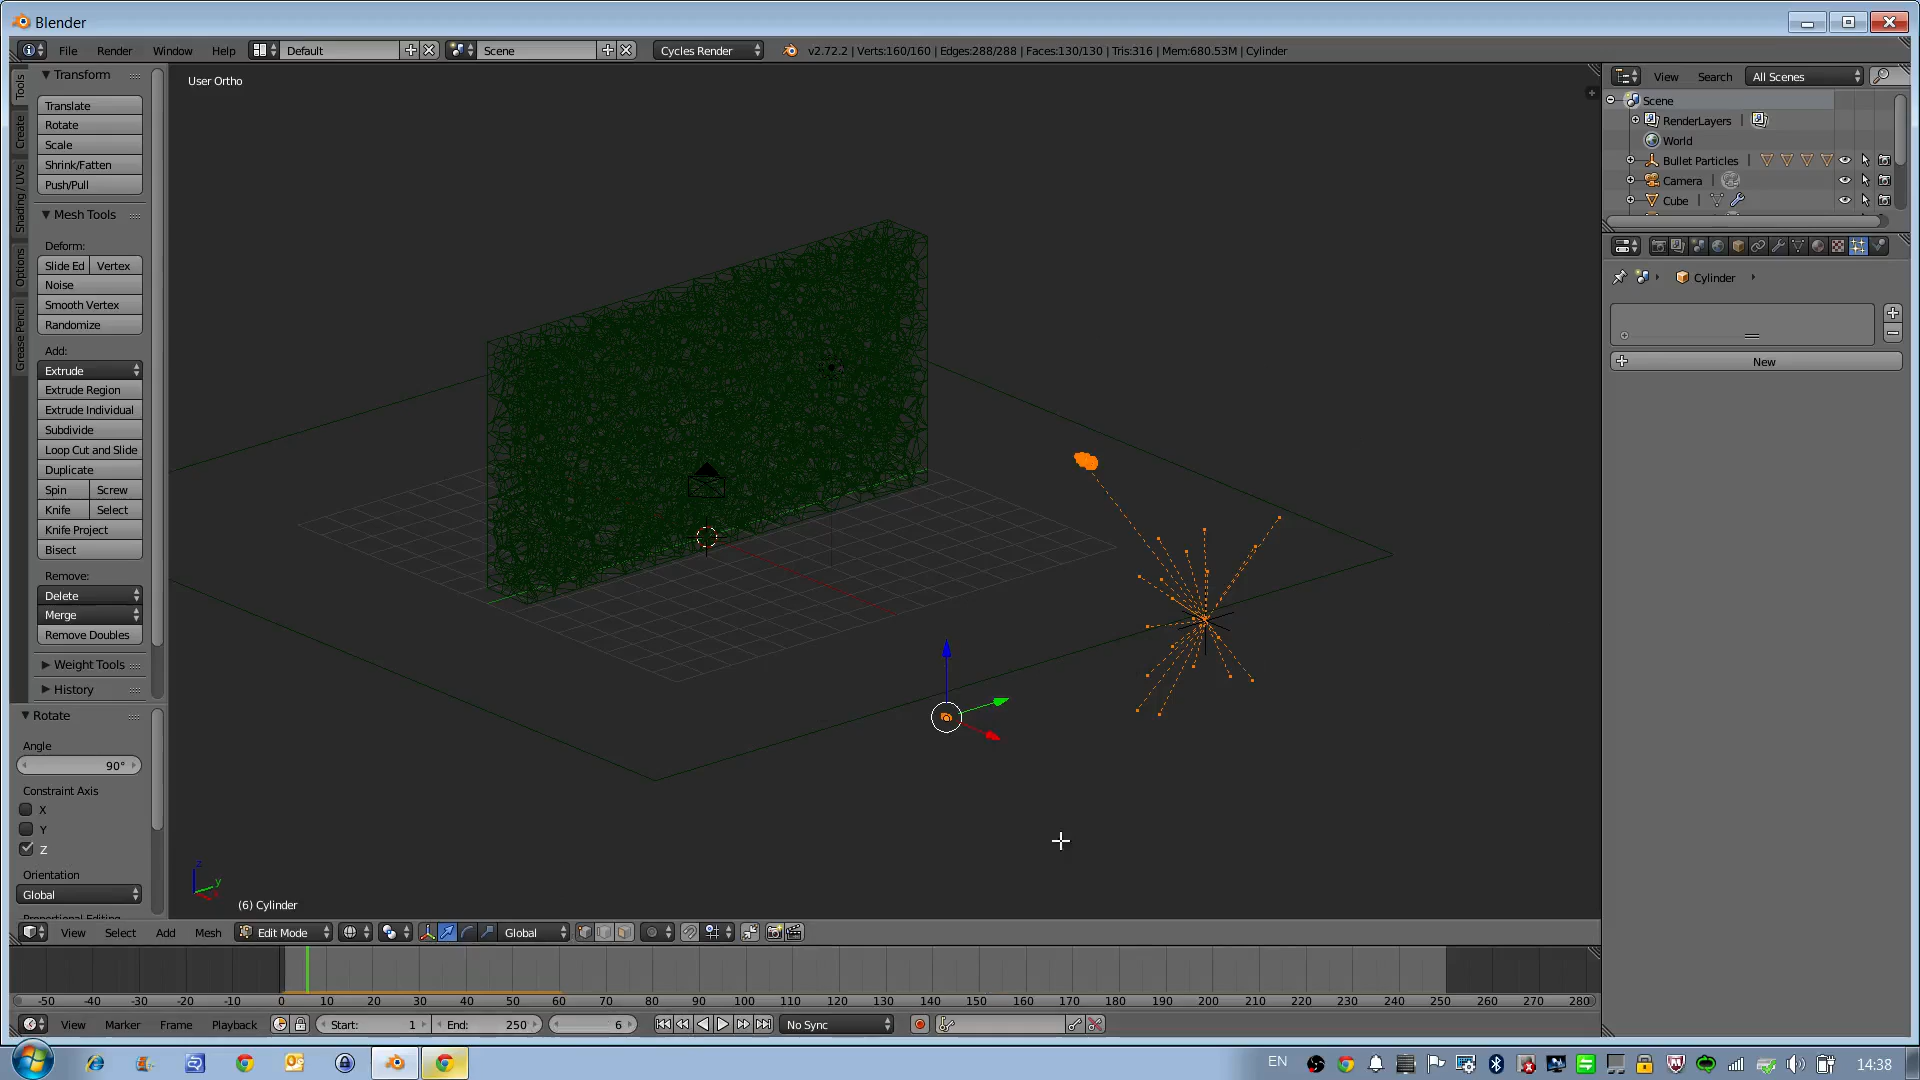 Blender
File Render Window Help Default Scene Cycles Render v2.72.2 | Verts:160/160 | Edges:288/288 | Faces:130/130 | Tris:316 | Mem:680.53M | Cylinder
Tools
Create
Shading / UVs
Options
Grease Pencil
Transform
Translate
Rotate
Scale
Shrink/Fatten
Push/Pull
Mesh Tools
Deform:
Slide Ed Vertex
Noise
Smooth Vertex
Randomize
Add:
Extrude
Extrude Region
Extrude Individual
Subdivide
Loop Cut and Slide
Duplicate
Spin Screw
Knife Select
Knife Project
Bisect
Remove:
Delete
Merge
Remove Doubles
Weight Tools
History
Rotate
Angle
90°
Constraint Axis
X
Y
Z
Orientation
Global
User Ortho
z
y
(6) Cylinder
View Search All Scenes
Scene
RenderLayers |
World
Bullet Particles |
Camera |
Cube |
Cylinder
New
View Select Add Mesh Edit Mode Global
-50 -40 -30 -20 -10 0 10 20 30 40 50 60 70 80 90 100 110 120 130 140 150 160 170 180 190 200 210 220 230 240 250 260 270 280
View Marker Frame Playback Start: 1 End: 250 6 No Sync
EN 14:38